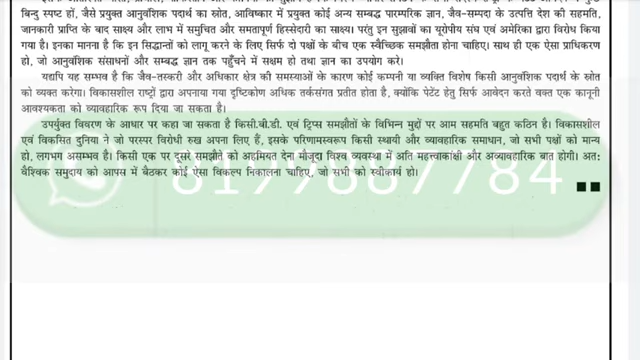 बिन्दु स्पष्ट हों, जैसे प्रयुक्त आनुवंशिक पदार्थ का स्रोत, आविष्कार में प्रयुक्त कोई अन्य सम्बद्ध पारम्परिक ज्ञान, जैव-सम्पदा के उत्पत्ति देश की सहमति,
जानकारी प्राप्ति के बाद साक्ष्य और लाभ में समुचित और समतापूर्ण हिस्सेदारी का साक्ष्य। परंतु इन सुझावों का यूरोपीय संघ एवं अमेरिका द्वारा विरोध किया
गया है। इनका मानना है कि इन सिद्धान्तों को लागू करने के लिए सिर्फ दो पक्षों के बीच एक स्वैच्छिक समझौता होना चाहिए। साथ ही एक ऐसा प्राधिकरण
हो, जो आनुवंशिक संसाधनों और सम्बद्ध ज्ञान तक पहुँचने में सक्षम हो तथा ज्ञान का उपयोग करे।
यद्यपि यह सम्भव है कि जैव-तस्करी और अधिकार क्षेत्र की समस्याओं के कारण कोई कम्पनी या व्यक्ति विशेष किसी आनुवंशिक पदार्थ के स्रोत
को व्यक्त करेगा। विकासशील राष्ट्रों द्वारा अपनाया गया दृष्टिकोण अधिक तर्कसंगत प्रतीत होता है, क्योंकि पेटेंट हेतु सिर्फ आवेदन करते वक्त एक कानूनी
आवश्यकता को व्यावहारिक रूप दिया जा सकता है।
उपर्युक्त विवरण के आधार पर कहा जा सकता है किसी.बी.डी. एवं ट्रिप्स समझौतों के विभिन्न मुद्दों पर आम सहमति बहुत कठिन है। विकासशील
एवं विकसित दुनिया ने जो परस्पर विरोधी रुख अपना लिए हैं, इसके परिणामस्वरूप किसी स्थायी और व्यावहारिक समाधान, जो सभी पक्षों को मान्य
हो, लगभग असम्भव है। किसी एक पर दूसरे समझौते को अहमियत देना मौजूदा विश्व व्यवस्था में अति महत्त्वाकांक्षी और अव्यावहारिक बात होगी। अतः
वैश्विक समुदाय को आपस में बैठकर कोई ऐसा विकल्प निकालना चाहिए, जो सभी को स्वीकार्य हो।
8199887784